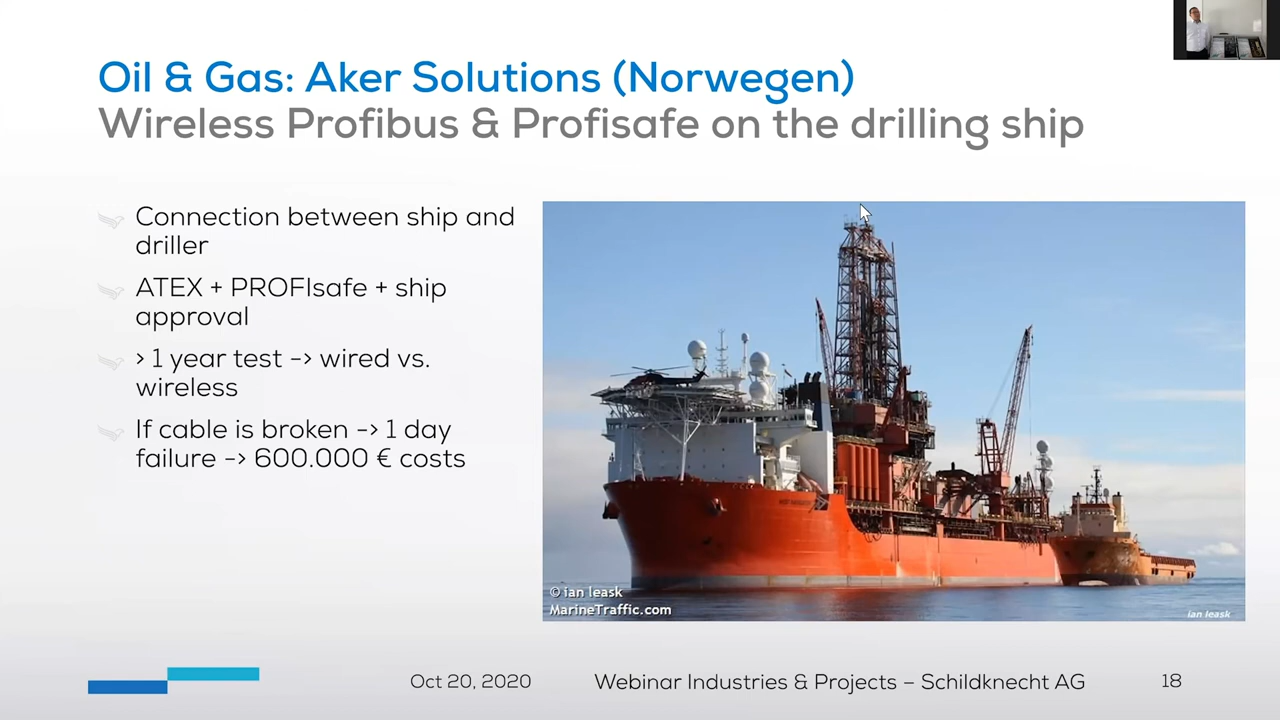 Oil & Gas: Aker Solutions (Norwegen)
Wireless Profibus & Profisafe on the drilling ship
Connection between ship and
driller
ATEX + PROFIsafe + ship
approval
> 1 year test -> wired vs.
wireless
If cable is broken -> 1 day
failure -> 600.000 € costs
© ian leask
MarineTraffic.com
ian leask
Oct 20, 2020
Webinar Industries & Projects – Schildknecht AG
18